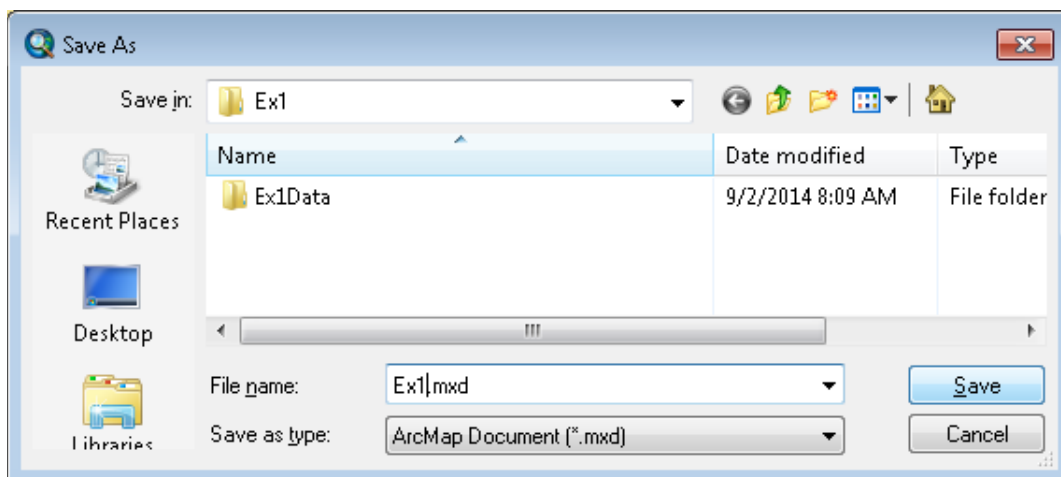 Save As
Save in: Ex1
Name Date modified Type
Ex1Data 9/2/2014 8:09 AM File folder
Recent Places
Desktop
Libraries
File name: Ex1.mxd Save
Save as type: ArcMap Document (*.mxd) Cancel